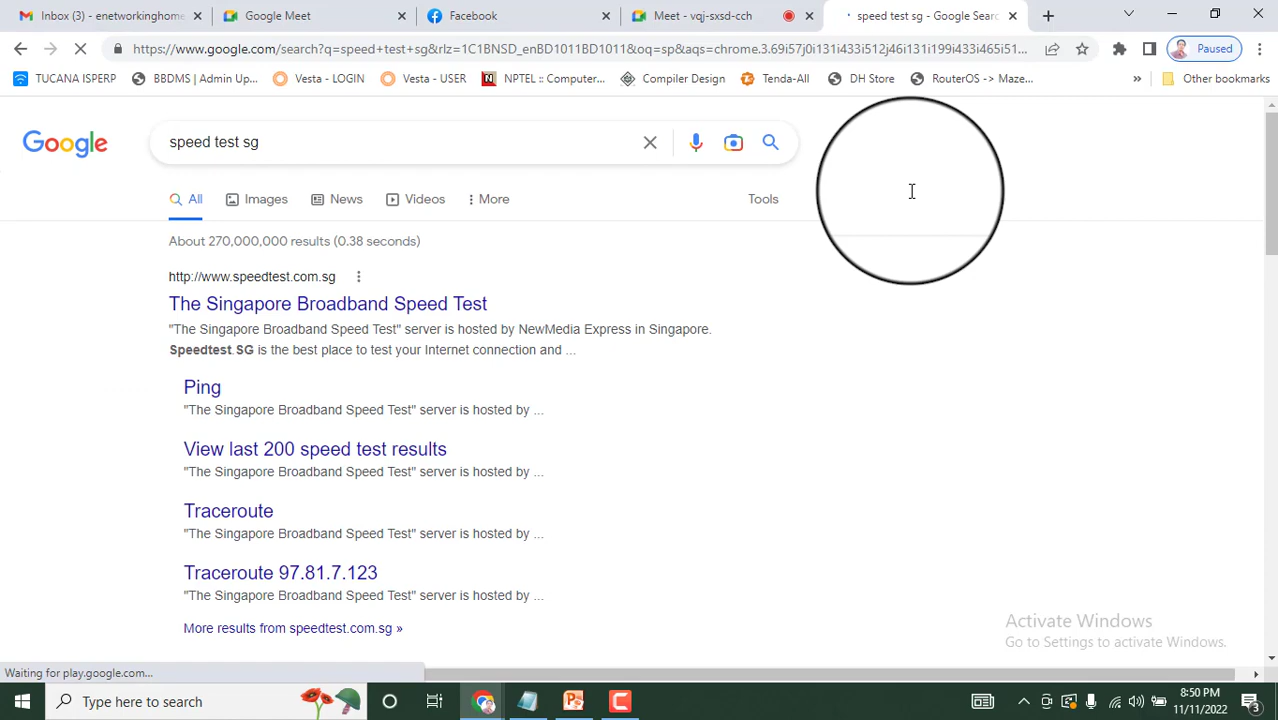 Inbox (3) - enetworkinghome
Google Meet
Facebook
Meet - vqj-sxsd-cch
speed test sg - Google Searc
https://www.google.com/search?q=speed+test+sg&rlz=1C1BNSD_enBD1011BD1011&oq=sp&aqs=chrome.3.69i57j0i131i433i512j46i131i199i433i465i51...
Paused
TUCANA ISPERP
BBDMS | Admin Up...
Vesta - LOGIN
Vesta - USER
NPTEL :: Computer...
Compiler Design
Tenda-All
DH Store
RouterOS -> Maze...
»
Other bookmarks
Google
speed test sg
All
Images
News
Videos
More
Tools
About 270,000,000 results (0.38 seconds)
http://www.speedtest.com.sg
The Singapore Broadband Speed Test
"The Singapore Broadband Speed Test" server is hosted by NewMedia Express in Singapore.
Speedtest.SG is the best place to test your Internet connection and ...
Ping
"The Singapore Broadband Speed Test" server is hosted by ...
View last 200 speed test results
"The Singapore Broadband Speed Test" server is hosted by ...
Traceroute
"The Singapore Broadband Speed Test" server is hosted by ...
Traceroute 97.81.7.123
"The Singapore Broadband Speed Test" server is hosted by ...
More results from speedtest.com.sg »
Activate Windows
Go to Settings to activate Windows.
Waiting for play.google.com...
Type here to search
8:50 PM
11/11/2022
3